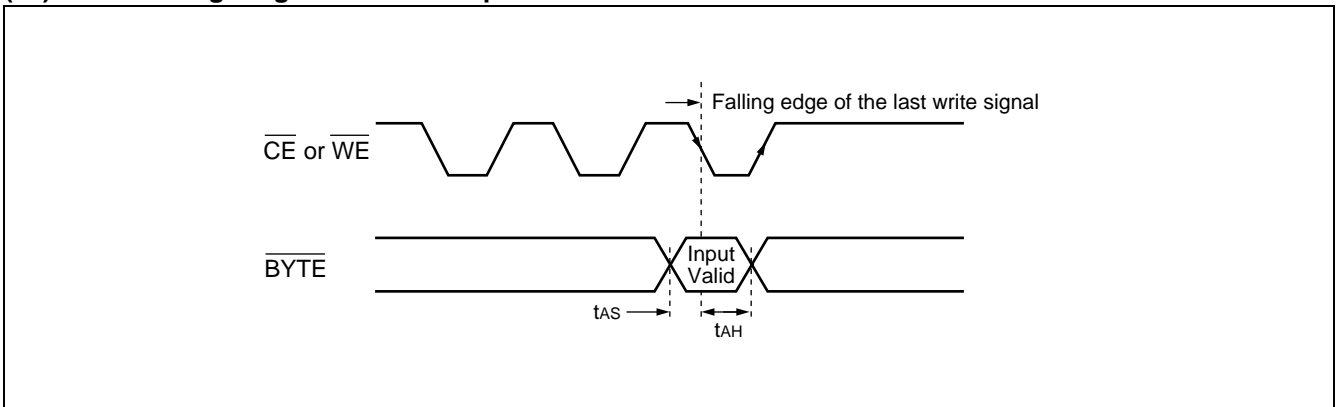 Falling edge of the last write signal
CE or WE
BYTE
Input
Valid
tAS
tAH